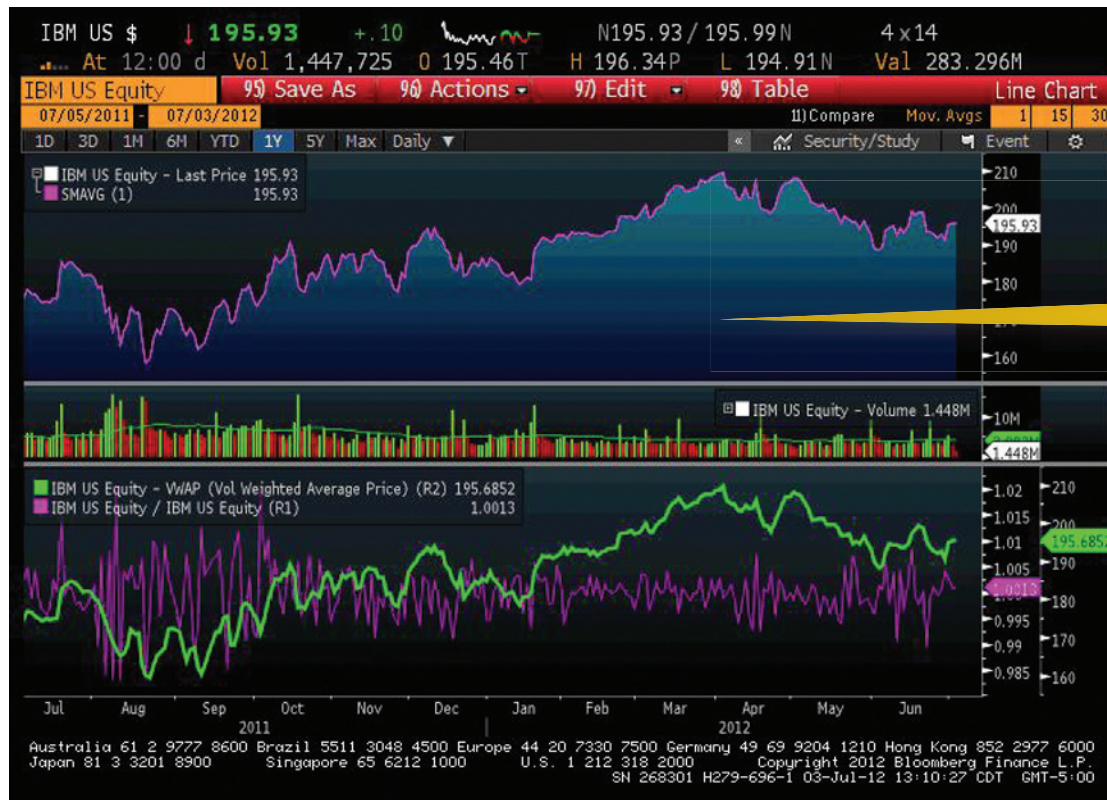 IBM US $ ↓ 195.93 +.10 N195.93 / 195.99N 4 x14
At 12:00 d Vol 1,447,725 O 195.46T H 196.34P L 194.91N Val 283.296M
IBM US Equity 95) Save As 96) Actions 97) Edit 98) Table Line Chart
07/05/2011 - 07/03/2012 11)Compare Mov. Avgs 1 15 30
1D 3D 1M 6M YTD 1Y 5Y Max Daily ▼ « Security/Study Event
IBM US Equity - Last Price 195.93
SMAVG (1) 195.93
210
200
195.93
190
180
160
IBM US Equity - Volume 1.448M
10M
1.448M
IBM US Equity - VWAP (Vol Weighted Average Price) (R2) 195.6852
IBM US Equity / IBM US Equity (R1) 1.0013
1.02 210
1.015 200
1.01 195.6852
1.005 190
1.0013 180
0.995
0.99 170
0.985 160
Jul Aug Sep Oct Nov Dec Jan Feb Mar Apr May Jun
2011 2012
Australia 61 2 9777 8600 Brazil 5511 3048 4500 Europe 44 20 7330 7500 Germany 49 69 9204 1210 Hong Kong 852 2977 6000
Japan 81 3 3201 8900 Singapore 65 6212 1000 U.S. 1 212 318 2000 Copyright 2012 Bloomberg Finance L.P.
SN 268301 H279-696-1 03-Jul-12 13:10:27 CDT GMT-5:00